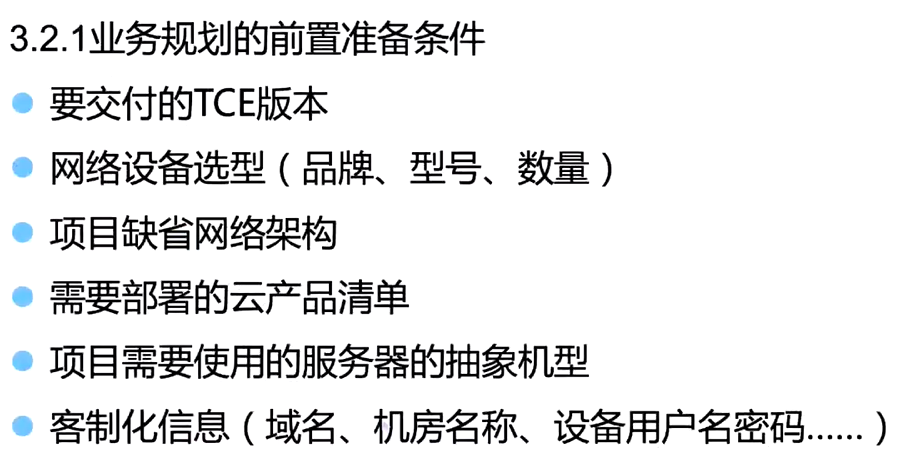 3.2.1业务规划的前置准备条件
要交付的TCE版本
网络设备选型（品牌、型号、数量）
项目缺省网络架构
需要部署的云产品清单
项目需要使用的服务器的抽象机型
客制化信息（域名、机房名称、设备用户名密码......）